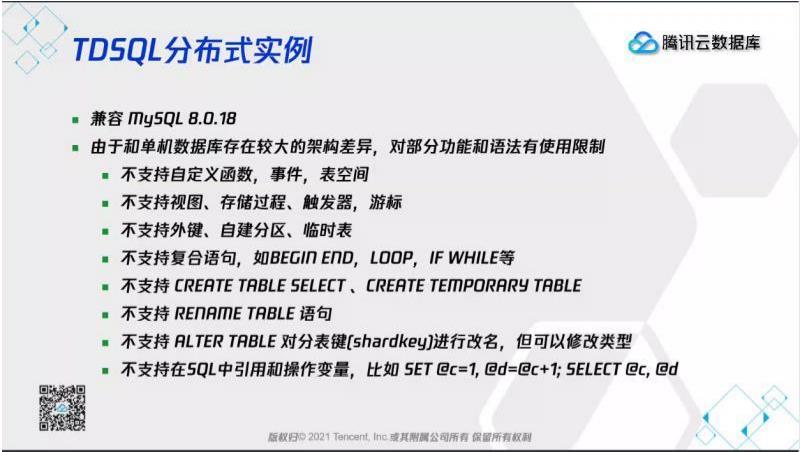 TDSQL分布式实例
腾讯云数据库
兼容 MySQL 8.0.18
由于和单机数据库存在较大的架构差异，对部分功能和语法有使用限制
不支持自定义函数，事件，表空间
不支持视图、存储过程、触发器，游标
不支持外键、自建分区、临时表
不支持复合语句，如BEGIN END，LOOP，IF WHILE等
不支持 CREATE TABLE SELECT 、CREATE TEMPORARY TABLE
不支持 RENAME TABLE 语句
不支持 ALTER TABLE 对分表键(shardkey)进行改名，但可以修改类型
不支持在SQL中引用和操作变量，比如 SET @c=1, @d=@c+1; SELECT @c, @d
版权归© 2021 Tencent, Inc.或其附属公司所有 保留所有权利